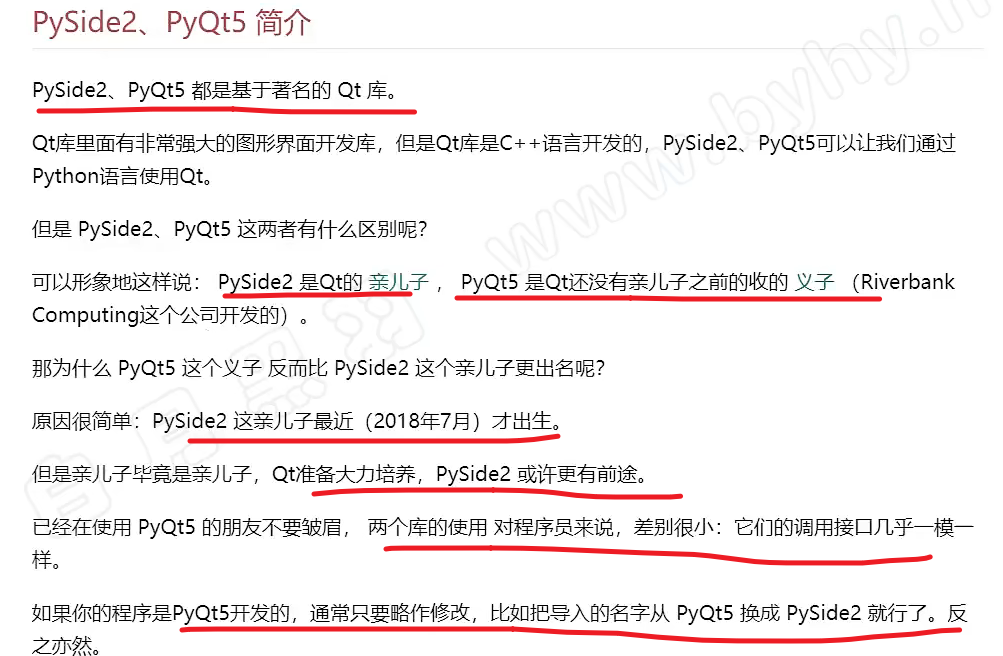 PySide2、PyQt5 简介
PySide2、PyQt5 都是基于著名的 Qt 库。
Qt库里面有非常强大的图形界面开发库，但是Qt库是C++语言开发的，PySide2、PyQt5可以让我们通过
Python语言使用Qt。
但是 PySide2、PyQt5 这两者有什么区别呢？
可以形象地这样说： PySide2 是Qt的 亲儿子 ， PyQt5 是Qt还没有亲儿子之前的收的 义子 （Riverbank
Computing这个公司开发的）。
那为什么 PyQt5 这个义子 反而比 PySide2 这个亲儿子更出名呢？
原因很简单：PySide2 这亲儿子最近（2018年7月）才出生。
但是亲儿子毕竟是亲儿子，Qt准备大力培养，PySide2 或许更有前途。
已经在使用 PyQt5 的朋友不要皱眉， 两个库的使用 对程序员来说，差别很小：它们的调用接口几乎一模一
样。
如果你的程序是PyQt5开发的，通常只要略作修改，比如把导入的名字从 PyQt5 换成 PySide2 就行了。反
之亦然。
白月黑羽 www.byhy.n